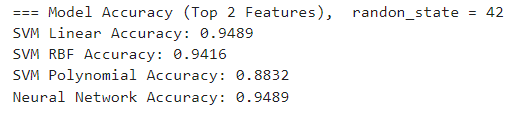 === Model Accuracy (Top 2 Features),  randon_state = 42
SVM Linear Accuracy: 0.9489
SVM RBF Accuracy: 0.9416
SVM Polynomial Accuracy: 0.8832
Neural Network Accuracy: 0.9489